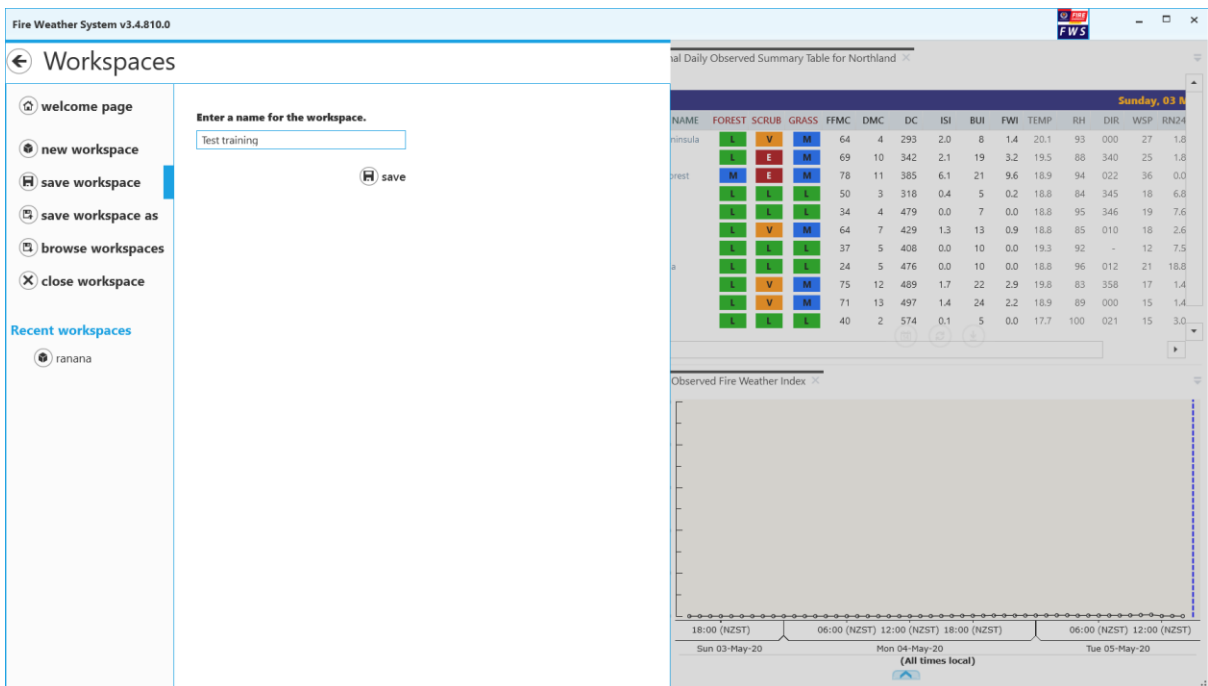 Fire Weather System v3.4.810.0
FIRE
FWS
Workspaces
welcome page
new workspace
save workspace
save workspace as
browse workspaces
close workspace
Recent workspaces
ranana
Enter a name for the workspace.
Test training
save
nal Daily Observed Summary Table for Northland
Sunday, 03 M
NAME FOREST SCRUB GRASS FFMC DMC DC ISI BUI FWI TEMP RH DIR WSP RN24
ninsula L V M 64 4 293 2.0 8 1.4 20.1 93 000 27 1.8
L E M 69 10 342 2.1 19 3.2 19.5 88 340 25 1.8
orest M E M 78 11 385 6.1 21 9.6 18.9 94 022 36 0.0
L L L 50 3 318 0.4 5 0.2 18.8 84 345 18 6.8
L L L 34 4 479 0.0 7 0.0 18.8 95 346 19 7.6
L V M 64 7 429 1.3 13 0.9 18.8 85 010 18 2.6
L L L 37 5 408 0.0 10 0.0 19.3 92 - 12 7.5
a L L L 24 5 476 0.0 10 0.0 18.8 96 012 21 18.8
L V M 75 12 489 1.7 22 2.9 19.8 83 358 17 1.4
L V M 71 13 497 1.4 24 2.2 18.9 89 000 15 1.4
L L L 40 2 574 0.1 5 0.0 17.7 100 021 15 3.0
Observed Fire Weather Index
18:00 (NZST) 06:00 (NZST) 12:00 (NZST) 18:00 (NZST) 06:00 (NZST) 12:00 (NZST)
Sun 03-May-20 Mon 04-May-20 Tue 05-May-20
(All times local)